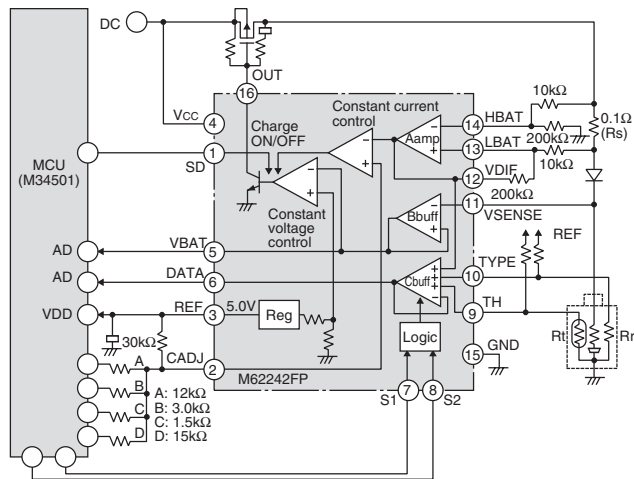 DC
OUT
16
10kΩ
HBAT
14
0.1Ω
(Rs)
Constant current
control
Aamp
200kΩ
LBAT
13
10kΩ
VCC
4
Charge
ON/OFF
MCU
(M34501)
1
SD
12
VDIF
200kΩ
11
VSENSE
Constant
voltage
control
Bbuff
REF
AD
VBAT
5
TYPE
10
AD
DATA
6
Cbuff
TH
9
VDD
REF
3
5.0V
Reg
Logic
Rt
Rr
30kΩ
CADJ
2
M62242FP
GND
15
A
B
C
D
A: 12kΩ
B: 3.0kΩ
C: 1.5kΩ
D: 15kΩ
S1
7
8
S2
- + - + + + + -